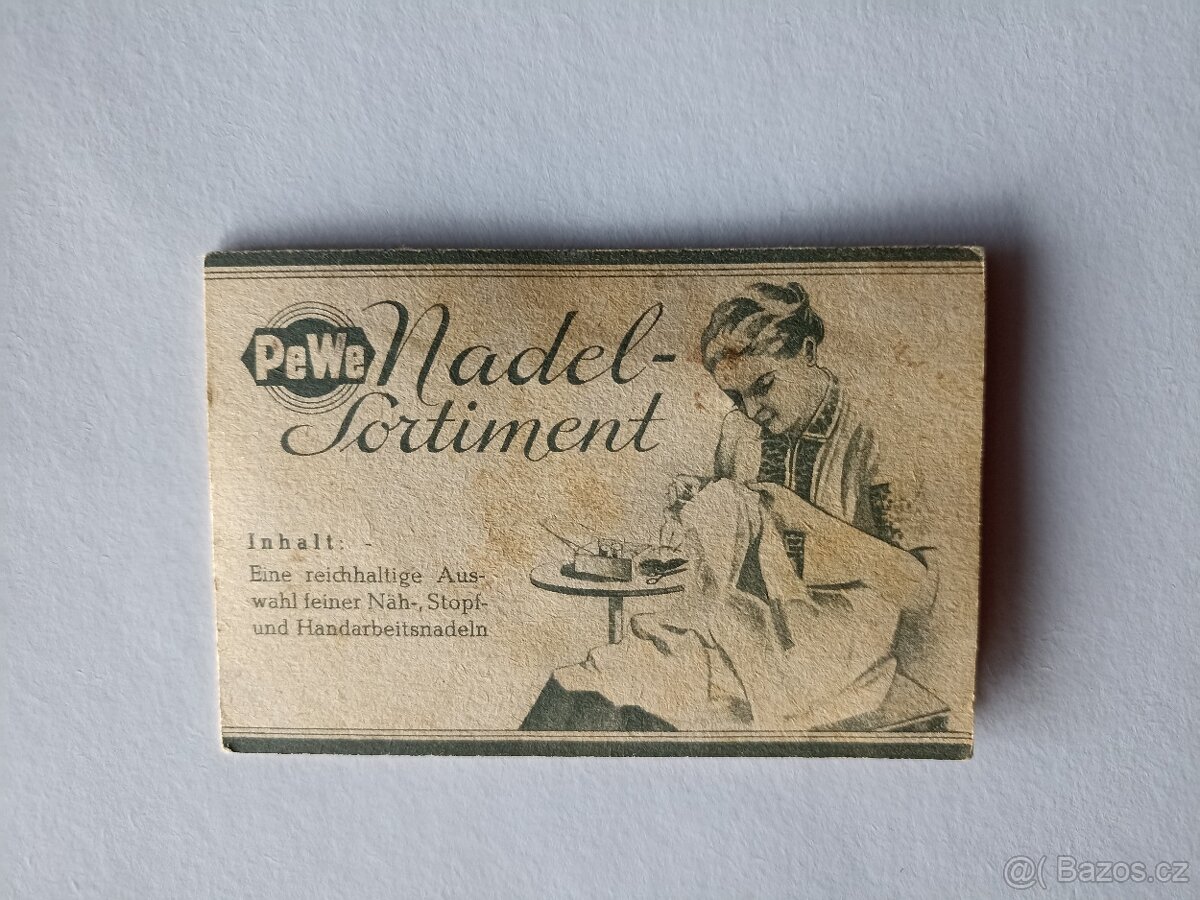 PeWe Nadel-
Sortiment
Inhalt: -
Eine reichhaltige Aus-
wahl feiner Näh-, Stopf-
und Handarbeitsnadeln
@( Bazos.cz